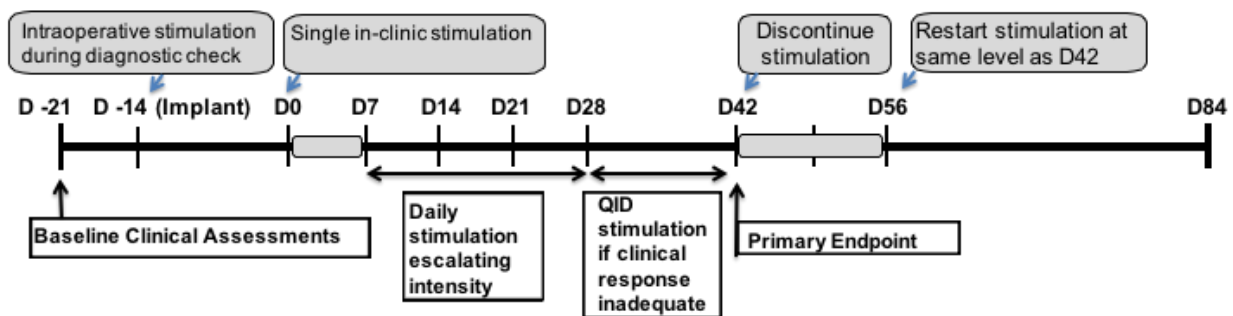 Intraoperative stimulation
during diagnostic check
Single in-clinic stimulation
Discontinue
stimulation
Restart stimulation at
same level as D42
D -21 D -14 (Implant) D0 D7 D14 D21 D28 D42 D56 D84
Baseline Clinical Assessments
Daily
stimulation
escalating
intensity
QID
stimulation
if clinical
response
inadequate
Primary Endpoint